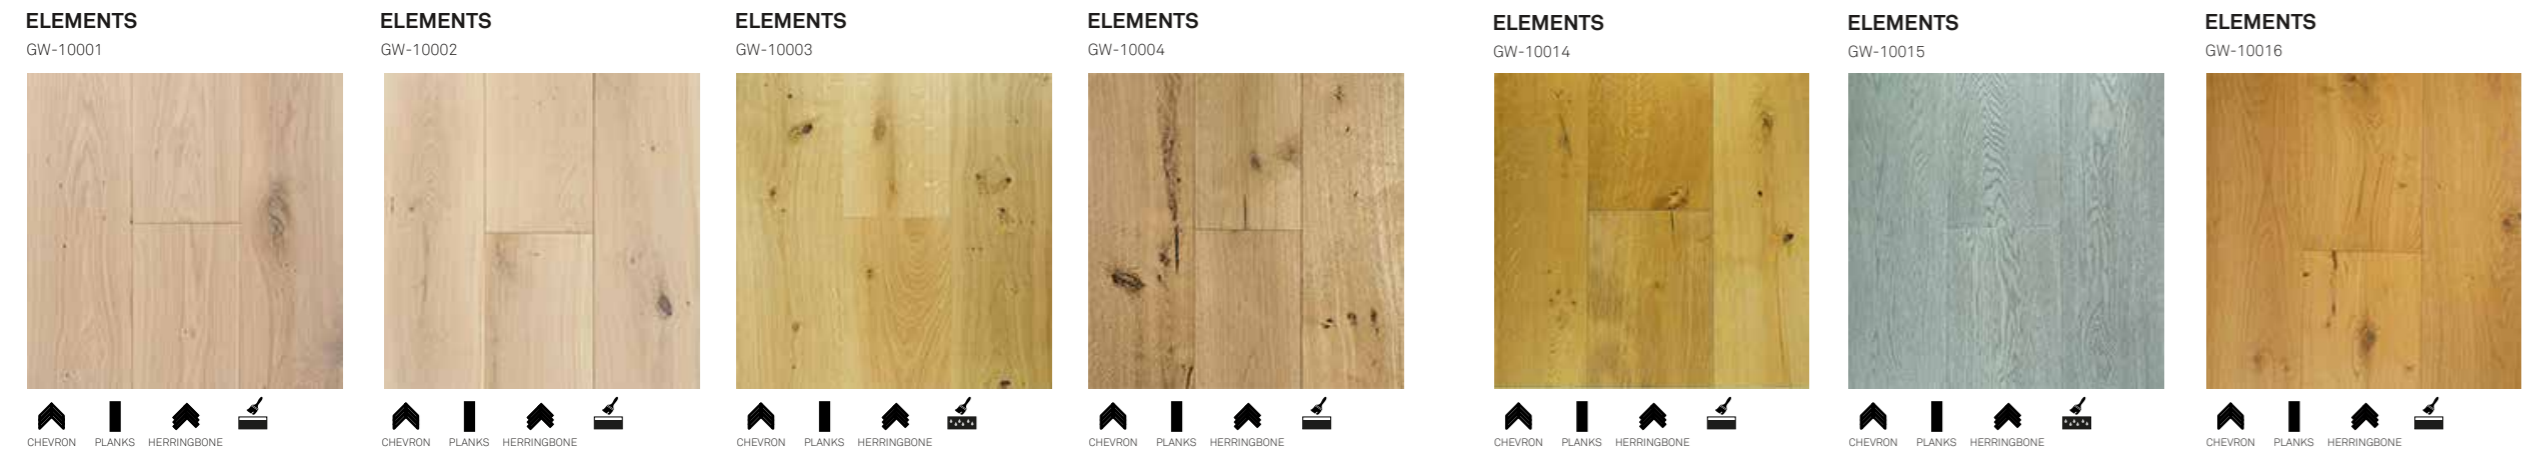 ELEMENTS
GW-10001
CHEVRON PLANKS HERRINGBONE
ELEMENTS
GW-10002
CHEVRON PLANKS HERRINGBONE
ELEMENTS
GW-10003
CHEVRON PLANKS HERRINGBONE
ELEMENTS
GW-10004
CHEVRON PLANKS HERRINGBONE
ELEMENTS
GW-10014
CHEVRON PLANKS HERRINGBONE
ELEMENTS
GW-10015
CHEVRON PLANKS HERRINGBONE
ELEMENTS
GW-10016
CHEVRON PLANKS HERRINGBONE